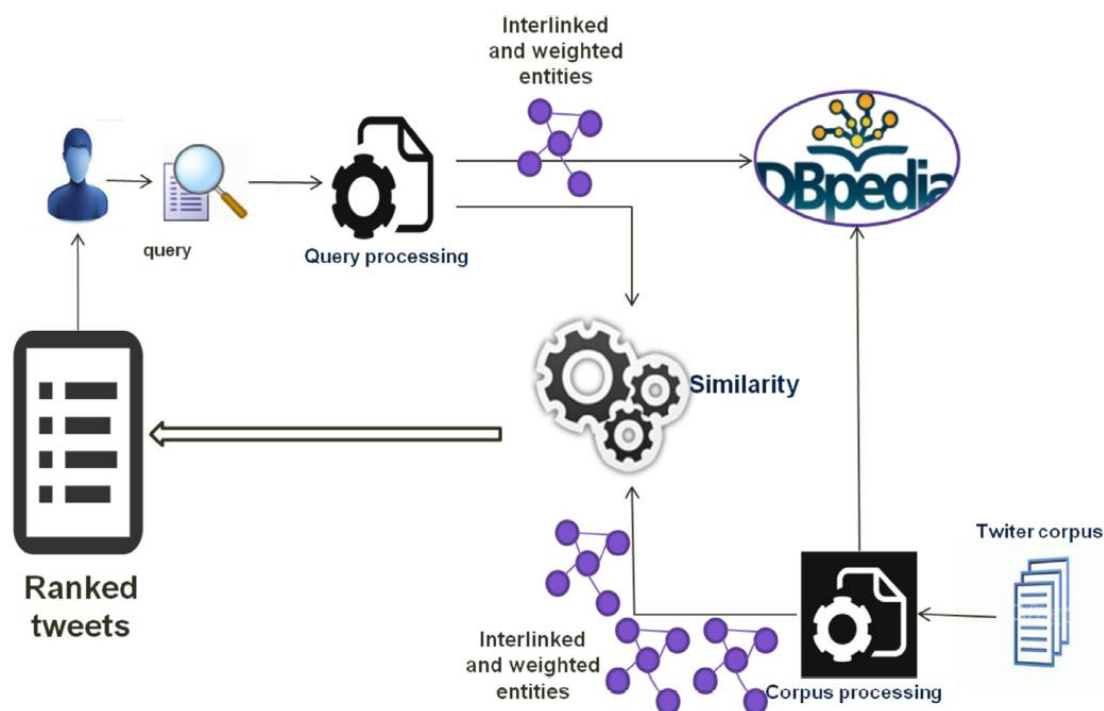 Interlinked
and weighted
entities
DBpedia
query
Query processing
Similarity
Twiter corpus
Ranked
tweets
Interlinked
and weighted
entities
Corpus processing